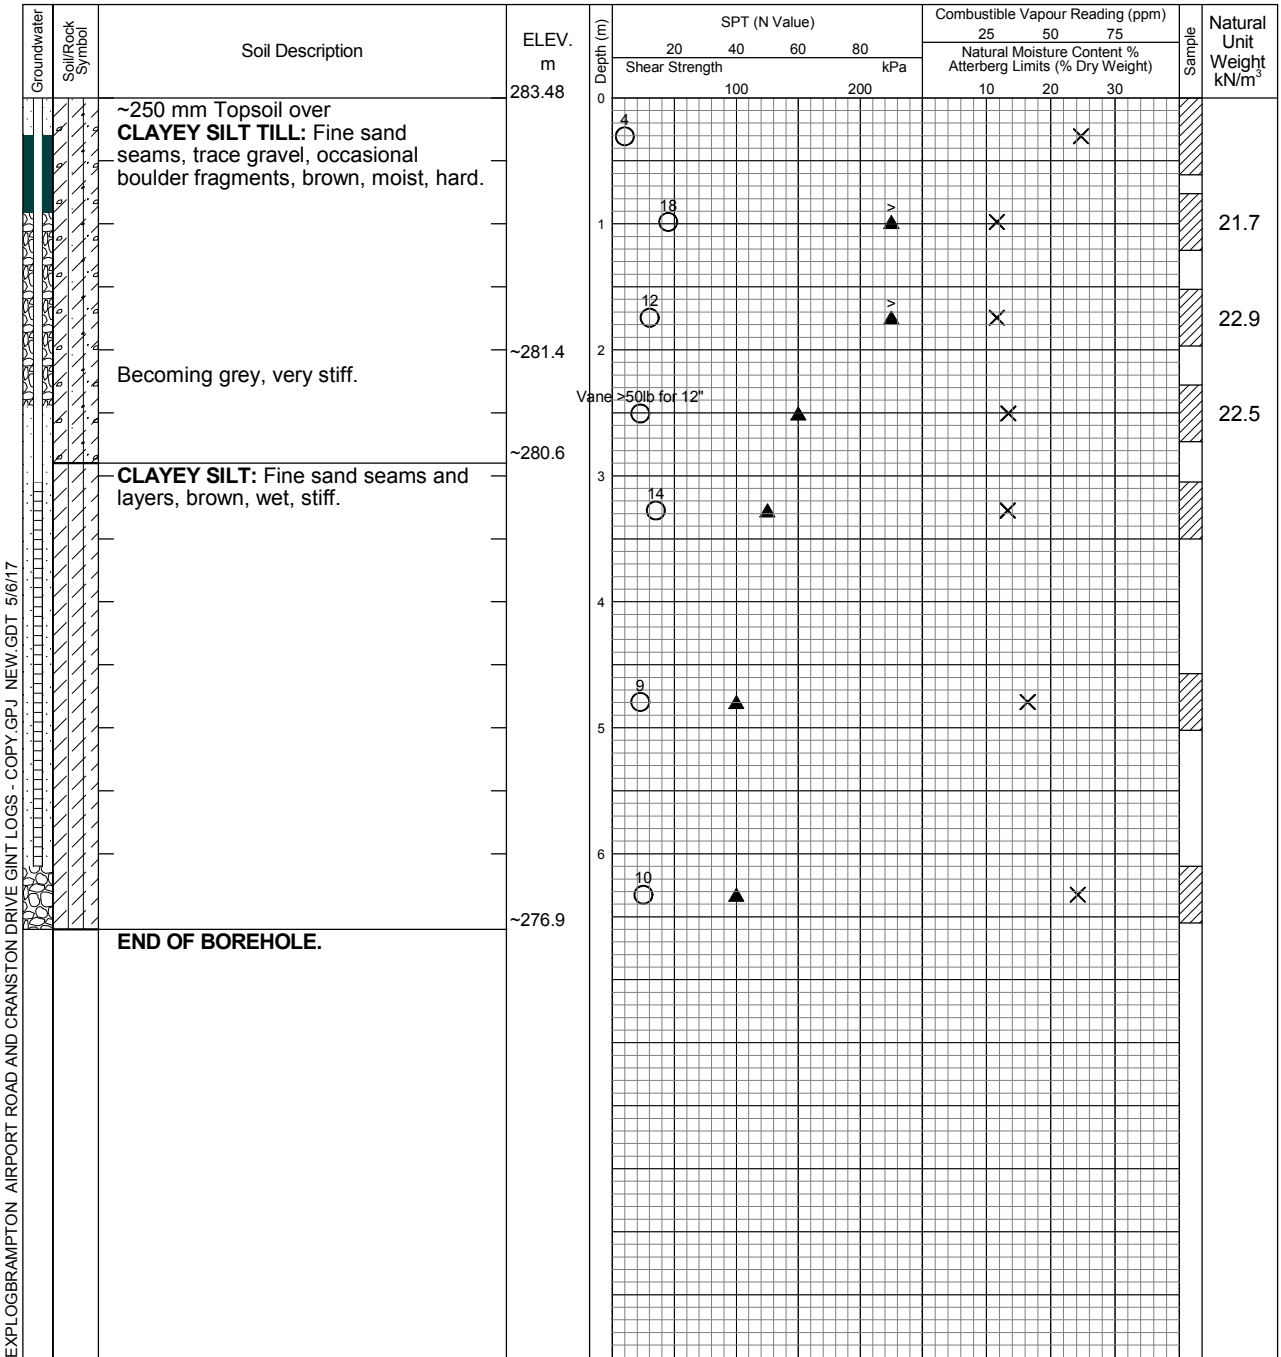 Groundwater
Soil/Rock
Symbol
Soil Description
ELEV.
m
283.48
Depth (m)
SPT (N Value)
20 40 60 80
Shear Strength kPa
100 200
Combustible Vapour Reading (ppm)
25 50 75
Natural Moisture Content %
Atterberg Limits (% Dry Weight)
10 20 30
Sample
Natural
Unit
Weight
kN/m3
0
~250 mm Topsoil over
CLAYEY SILT TILL: Fine sand
seams, trace gravel, occasional
boulder fragments, brown, moist, hard.
4
18
>
1
21.7
12
>
22.9
~281.4
2
Becoming grey, very stiff.
Vane >50lb for 12"
22.5
~280.6
CLAYEY SILT: Fine sand seams and
layers, brown, wet, stiff.
3
14
4
9
5
6
10
~276.9
END OF BOREHOLE.
EXPLOGBRAMPTON AIRPORT ROAD AND CRANSTON DRIVE GINT LOGS - COPY.GPJ NEW.GDT 5/6/17